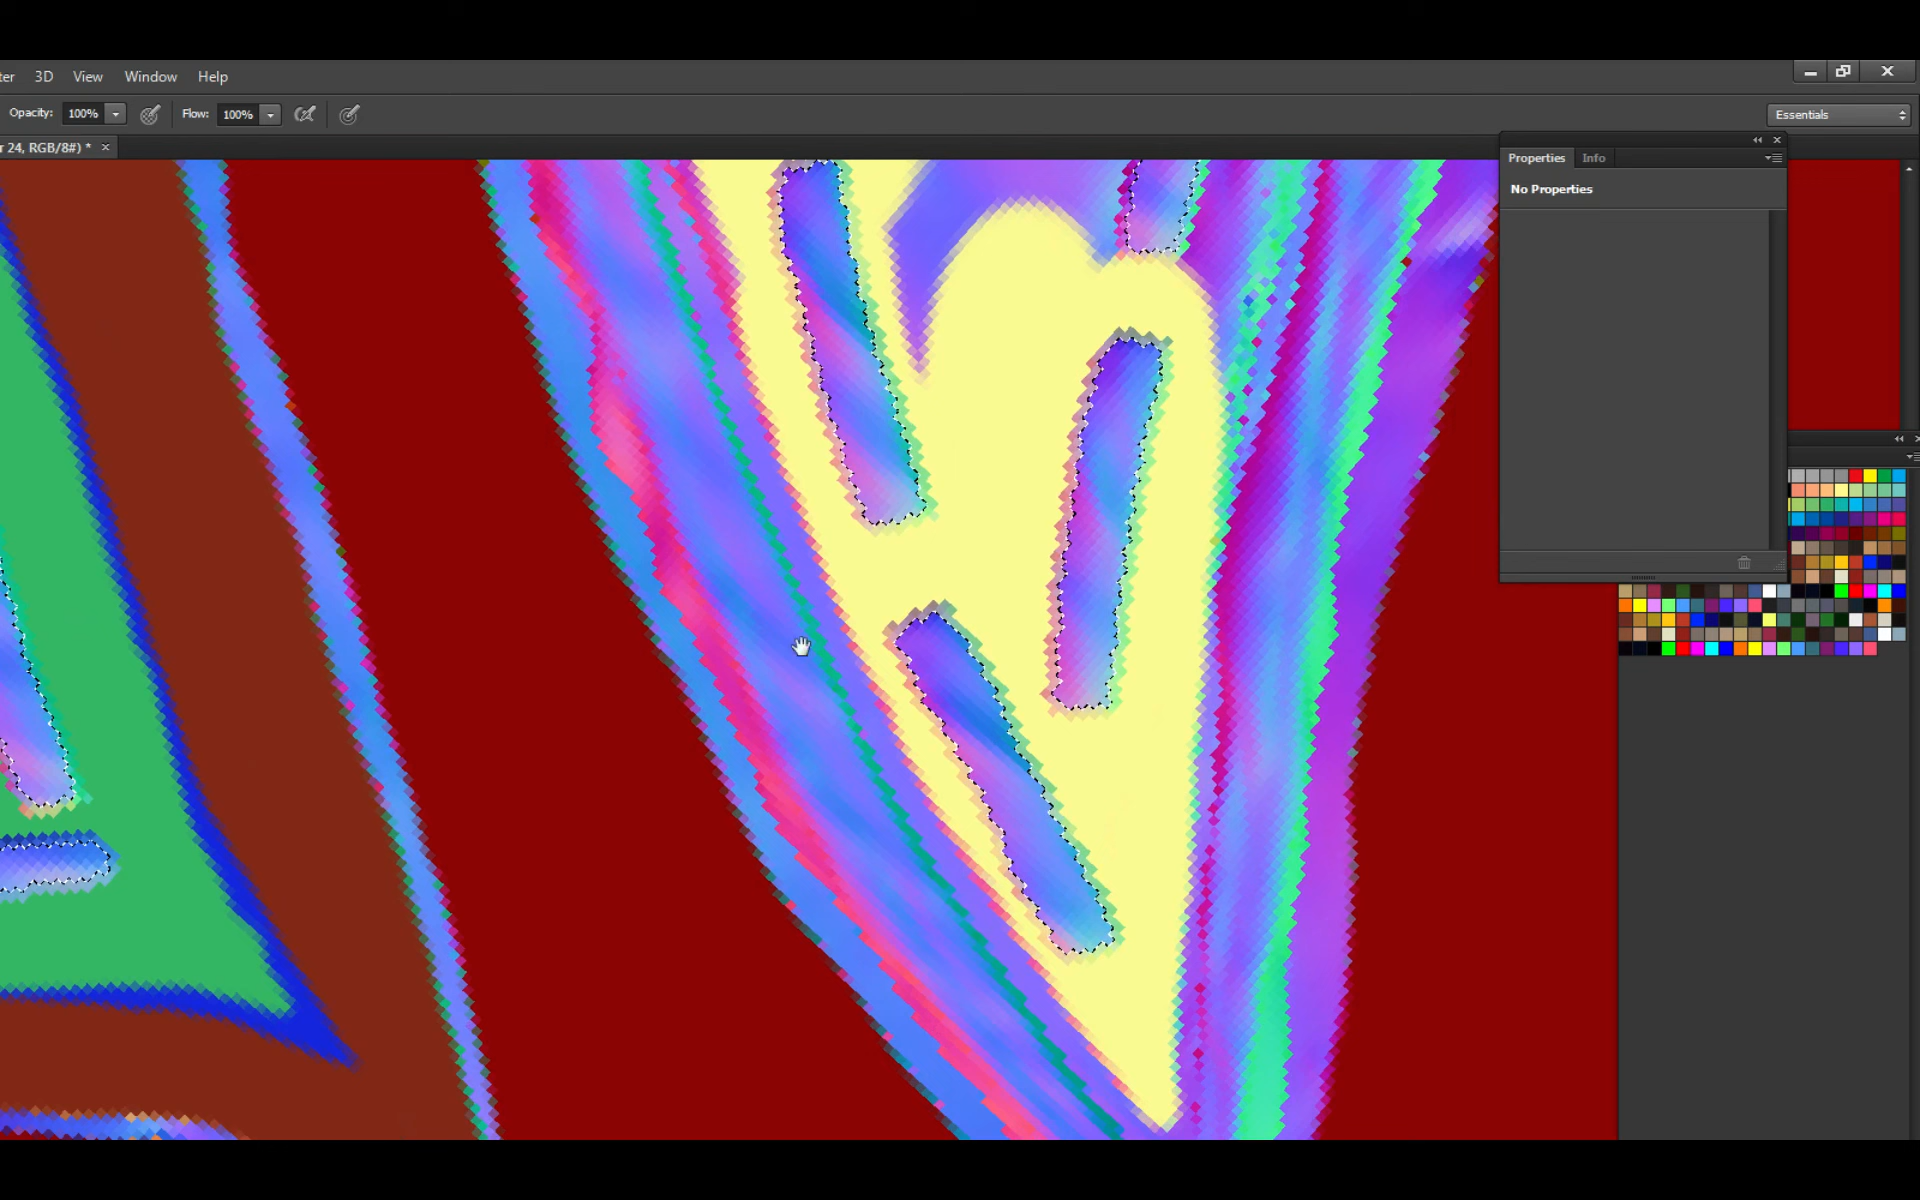 ter 3D View Window Help
Opacity: 100% Flow: 100% Essentials
r 24, RGB/8#) *
Properties Info
No Properties